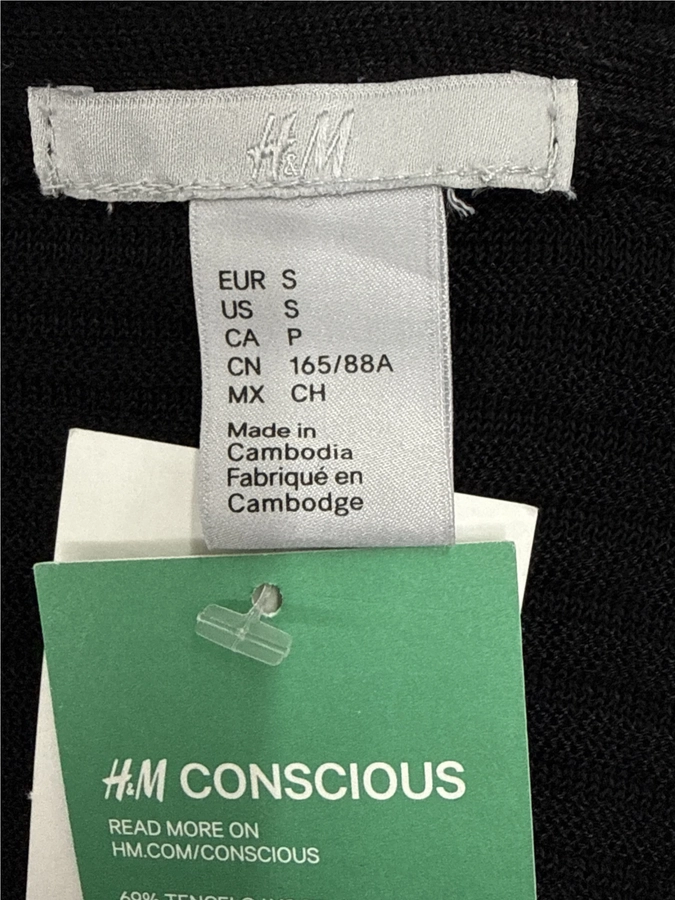 H&M
EUR S
US S
CA P
CN 165/88A
MX CH
Made in
Cambodia
Fabriqué en
Cambodge
H&M CONSCIOUS
READ MORE ON
HM.COM/CONSCIOUS